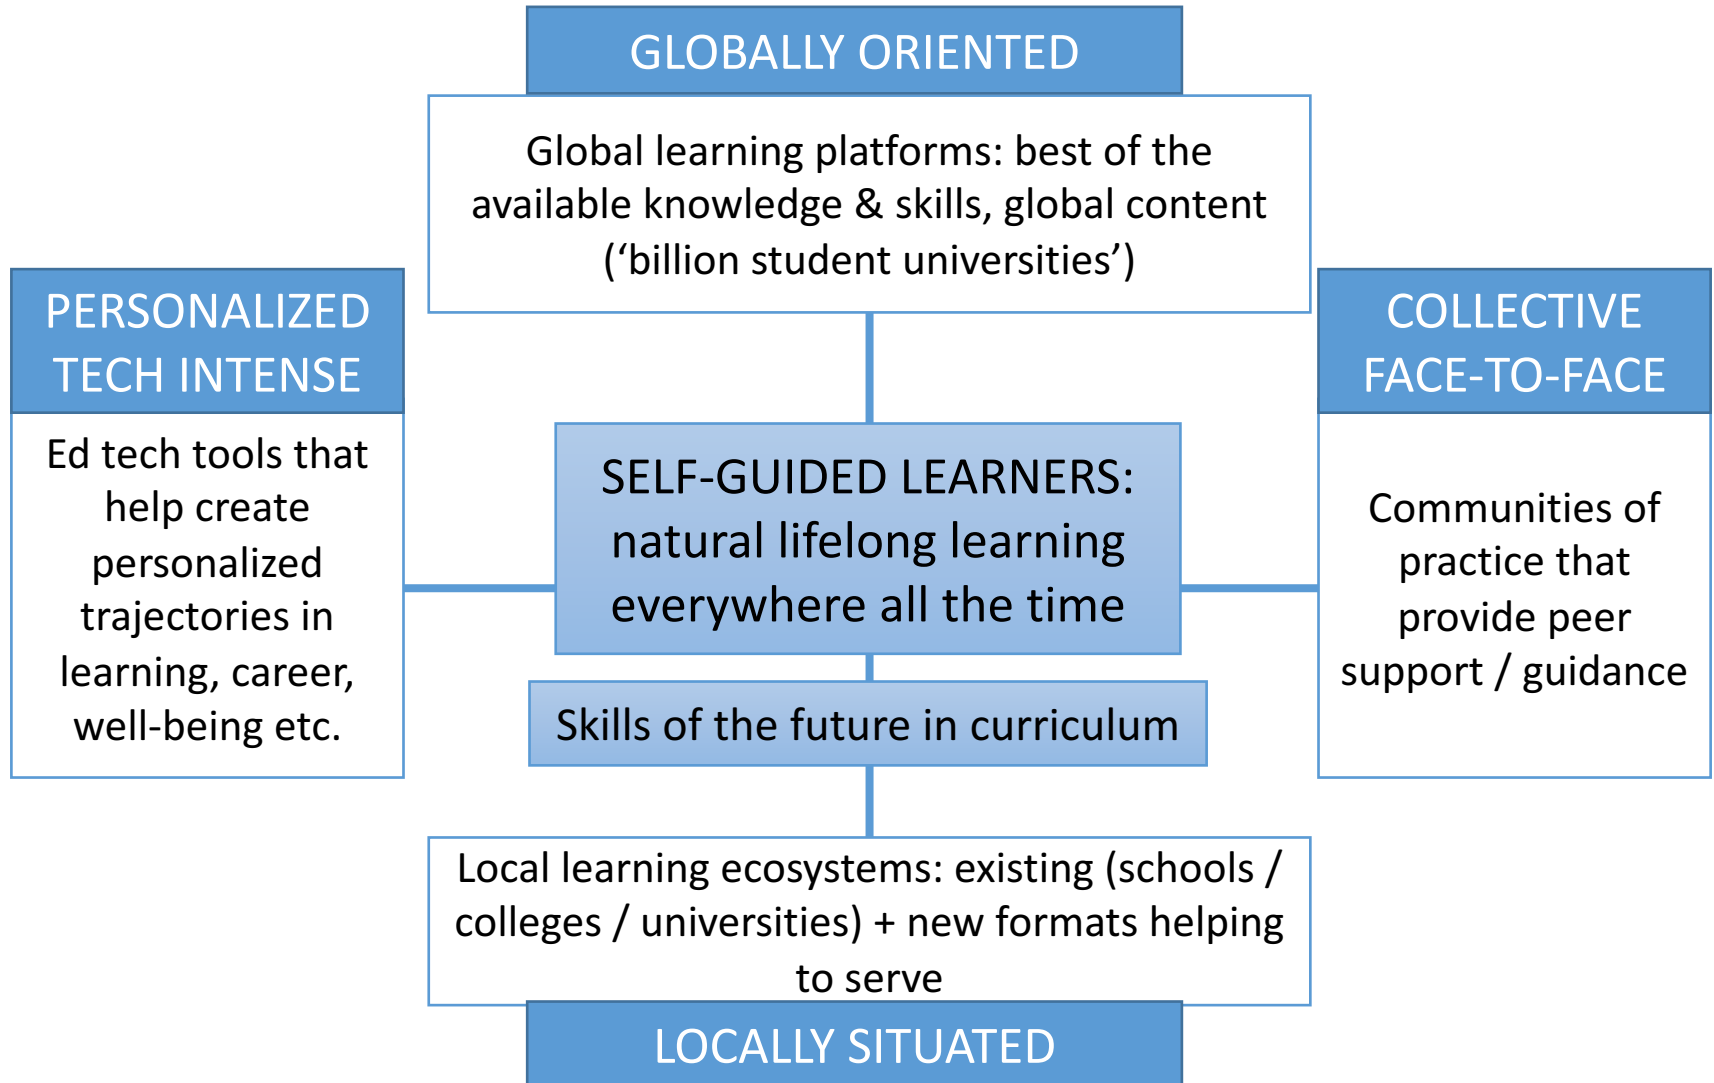 GLOBALLY ORIENTED
Global learning platforms: best of the
available knowledge & skills, global content
(‘billion student universities’)
PERSONALIZED
TECH INTENSE
Ed tech tools that
help create
personalized
trajectories in
learning, career,
well-being etc.
SELF-GUIDED LEARNERS:
natural lifelong learning
everywhere all the time
Skills of the future in curriculum
COLLECTIVE
FACE-TO-FACE
Communities of
practice that
provide peer
support / guidance
Local learning ecosystems: existing (schools /
colleges / universities) + new formats helping
to serve
LOCALLY SITUATED